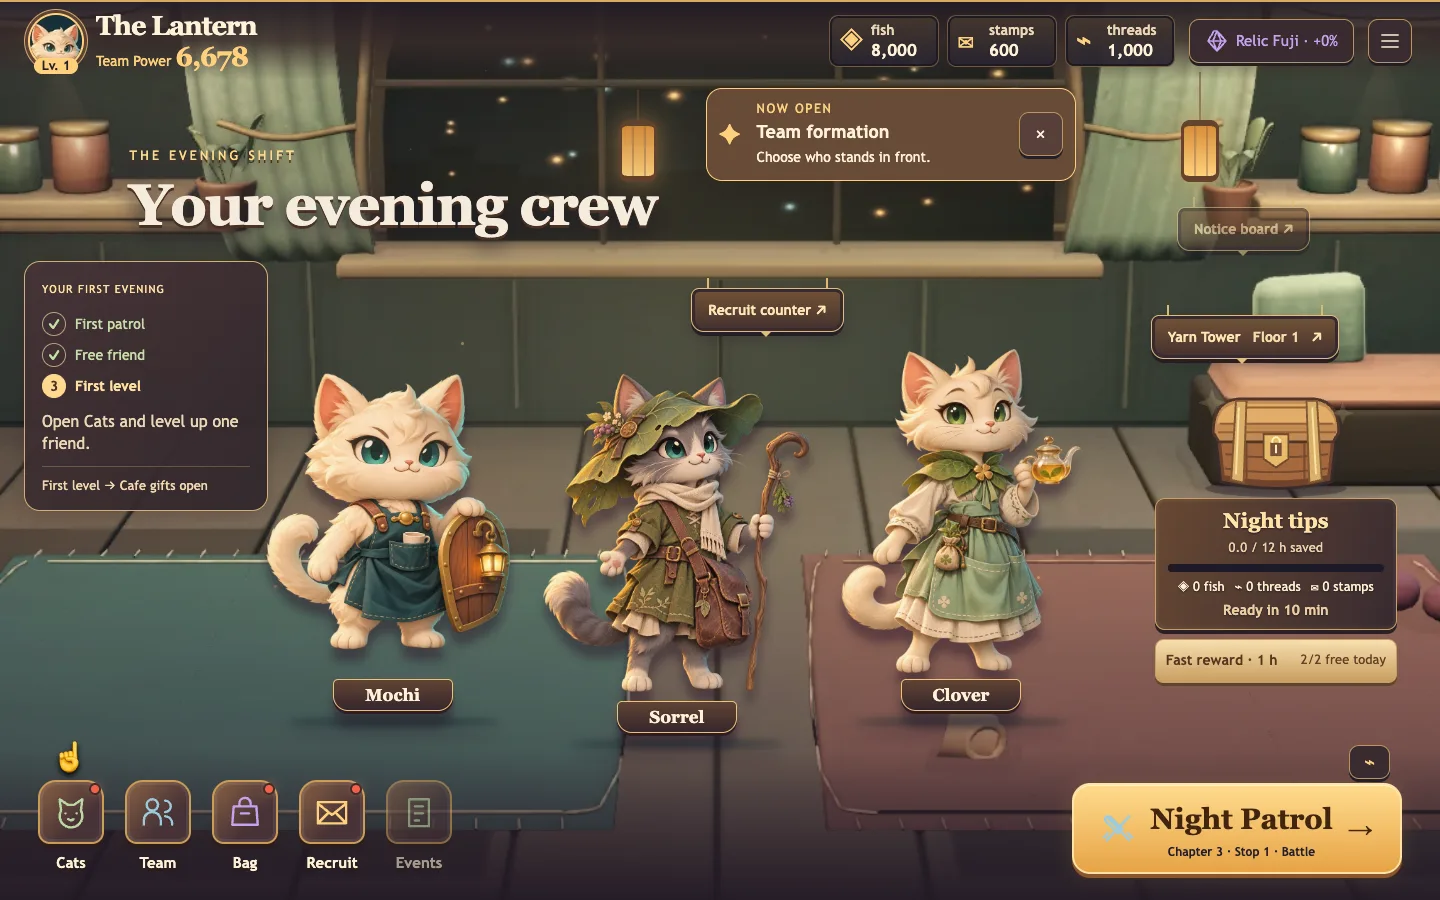 The Lantern
Team Power 6,678
Lv. 1
fish
8,000
stamps
600
threads
1,000
Relic Fuji · +0%
NOW OPEN
Team formation
Choose who stands in front.
×
THE EVENING SHIFT
Your evening crew
Notice board ↗
YOUR FIRST EVENING
First patrol
Free friend
3 First level
Open Cats and level up one
friend.
First level → Cafe gifts open
Recruit counter ↗
Yarn Tower Floor 1 ↗
Night tips
0.0 / 12 h saved
0 fish 0 threads 0 stamps
Ready in 10 min
Fast reward · 1 h 2/2 free today
Mochi
Sorrel
Clover
Cats
Team
Bag
Recruit
Events
Night Patrol →
Chapter 3 · Stop 1 · Battle